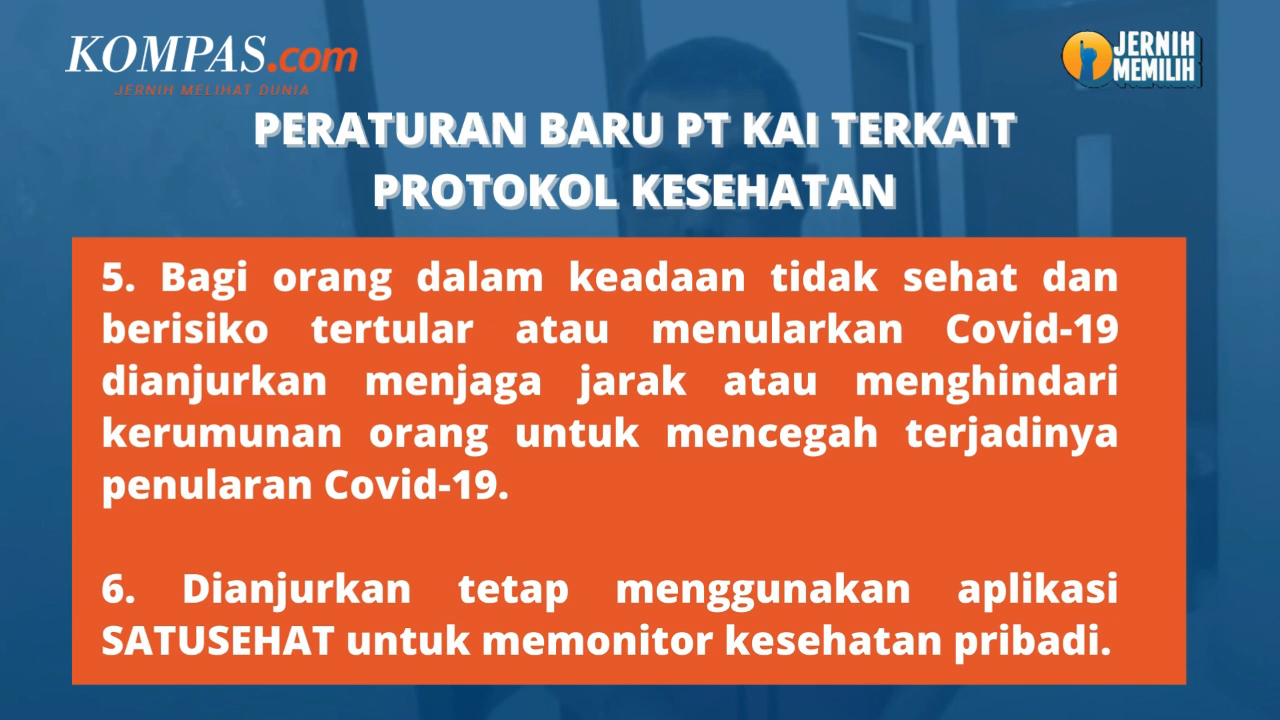 KOMPAS.com
JERNIH MELIHAT DUNIA
JERNIH
MEMILIH
PERATURAN BARU PT KAI TERKAIT
PROTOKOL KESEHATAN
5. Bagi orang dalam keadaan tidak sehat dan
berisiko tertular atau menularkan Covid-19
dianjurkan menjaga jarak atau menghindari
kerumunan orang untuk mencegah terjadinya
penularan Covid-19.
6. Dianjurkan tetap menggunakan aplikasi
SATUSEHAT untuk memonitor kesehatan pribadi.